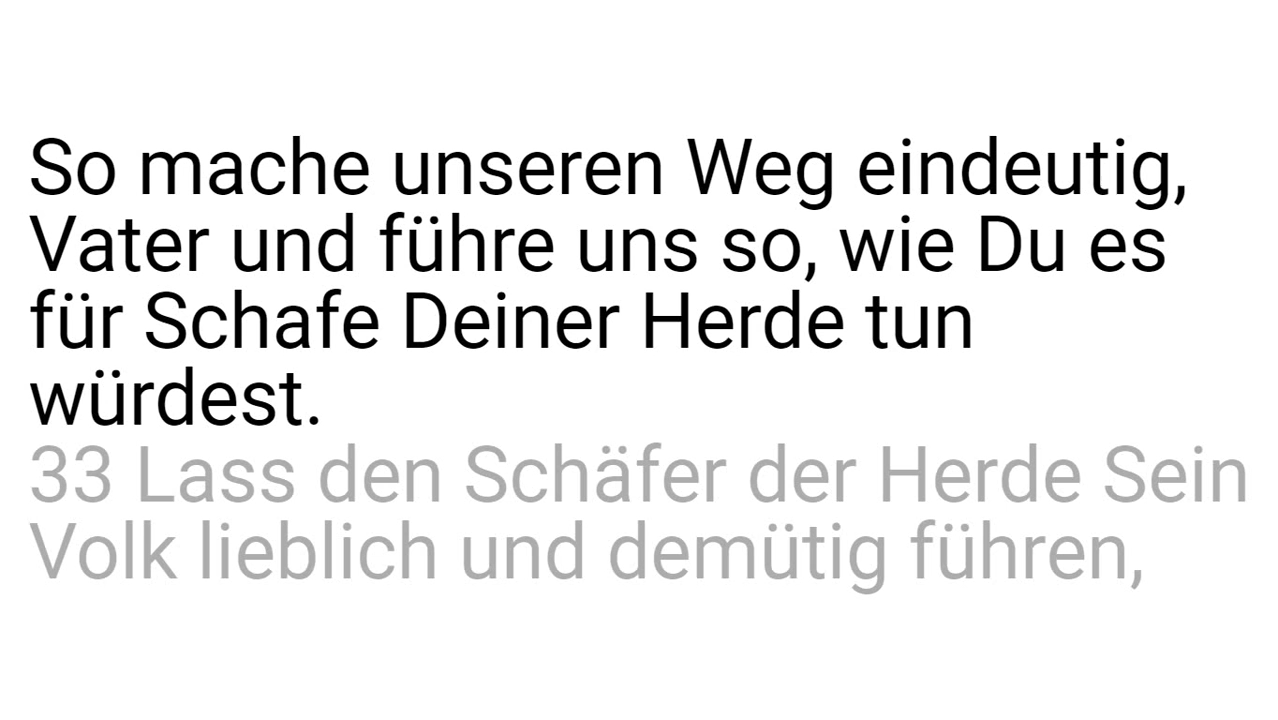 So mache unseren Weg eindeutig,
Vater und führe uns so, wie Du es
für Schafe Deiner Herde tun
würdest.
33 Lass den Schäfer der Herde Sein
Volk lieblich und demütig führen,